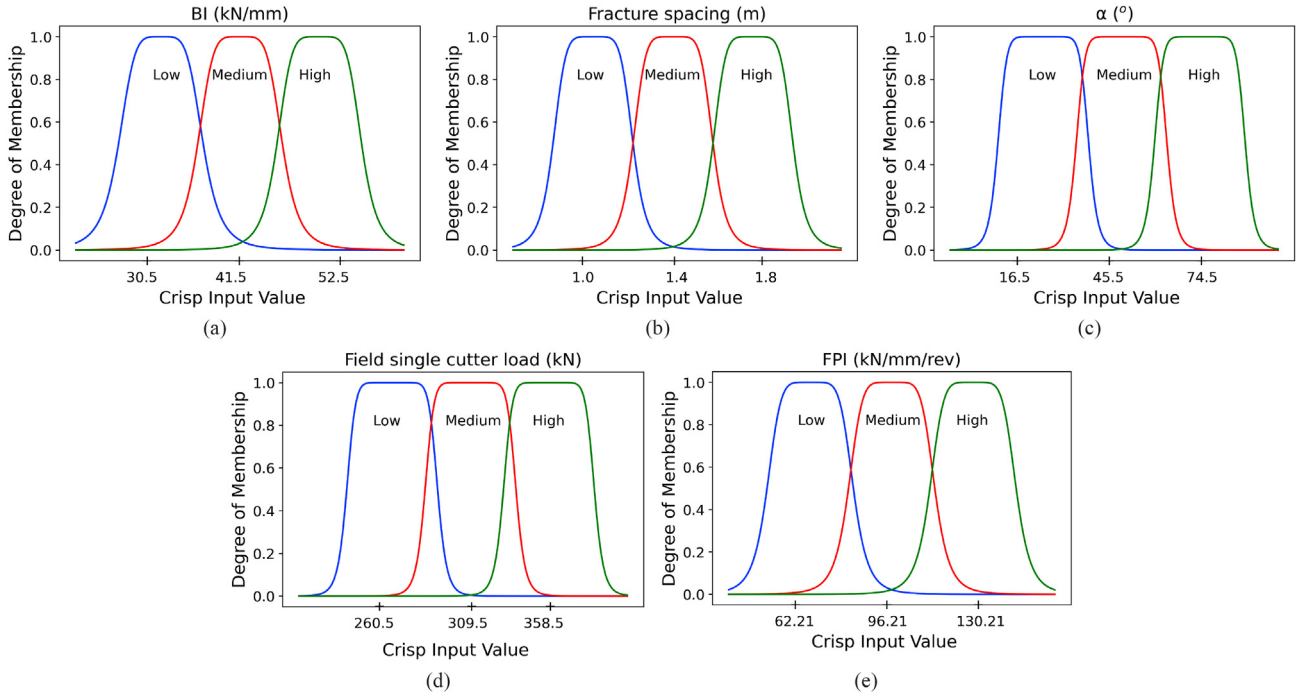 BI (kN/mm)
Degree of Membership
1.0
0.8
0.6
0.4
0.2
0.0
Low
Medium
High
30.5
41.5
52.5
Crisp Input Value
(a)
Fracture spacing (m)
Degree of Membership
1.0
0.8
0.6
0.4
0.2
0.0
Low
Medium
High
1.0
1.4
1.8
Crisp Input Value
(b)
α (°)
Degree of Membership
1.0
0.8
0.6
0.4
0.2
0.0
Low
Medium
High
16.5
45.5
74.5
Crisp Input Value
(c)
Field single cutter load (kN)
Degree of Membership
1.0
0.8
0.6
0.4
0.2
0.0
Low
Medium
High
260.5
309.5
358.5
Crisp Input Value
(d)
FPI (kN/mm/rev)
Degree of Membership
1.0
0.8
0.6
0.4
0.2
0.0
Low
Medium
High
62.21
96.21
130.21
Crisp Input Value
(e)